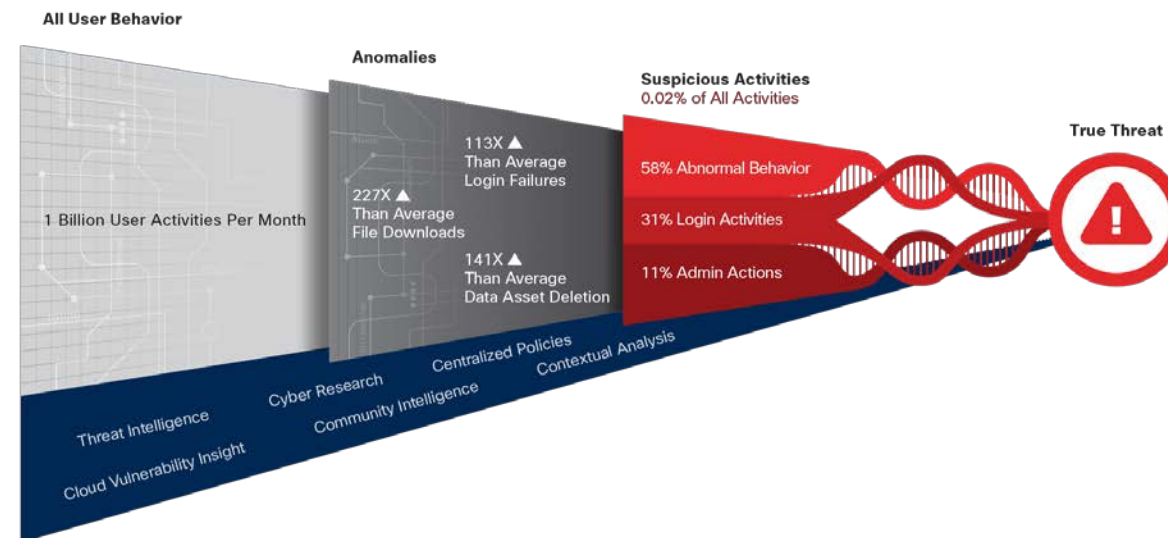 All User Behavior
1 Billion User Activities Per Month
Anomalies
113X ▲
Than Average
Login Failures
227X ▲
Than Average
File Downloads
141X ▲
Than Average
Data Asset Deletion
Suspicious Activities
0.02% of All Activities
58% Abnormal Behavior
31% Login Activities
11% Admin Actions
True Threat
!
Threat Intelligence
Cyber Research
Centralized Policies
Cloud Vulnerability Insight
Community Intelligence
Contextual Analysis